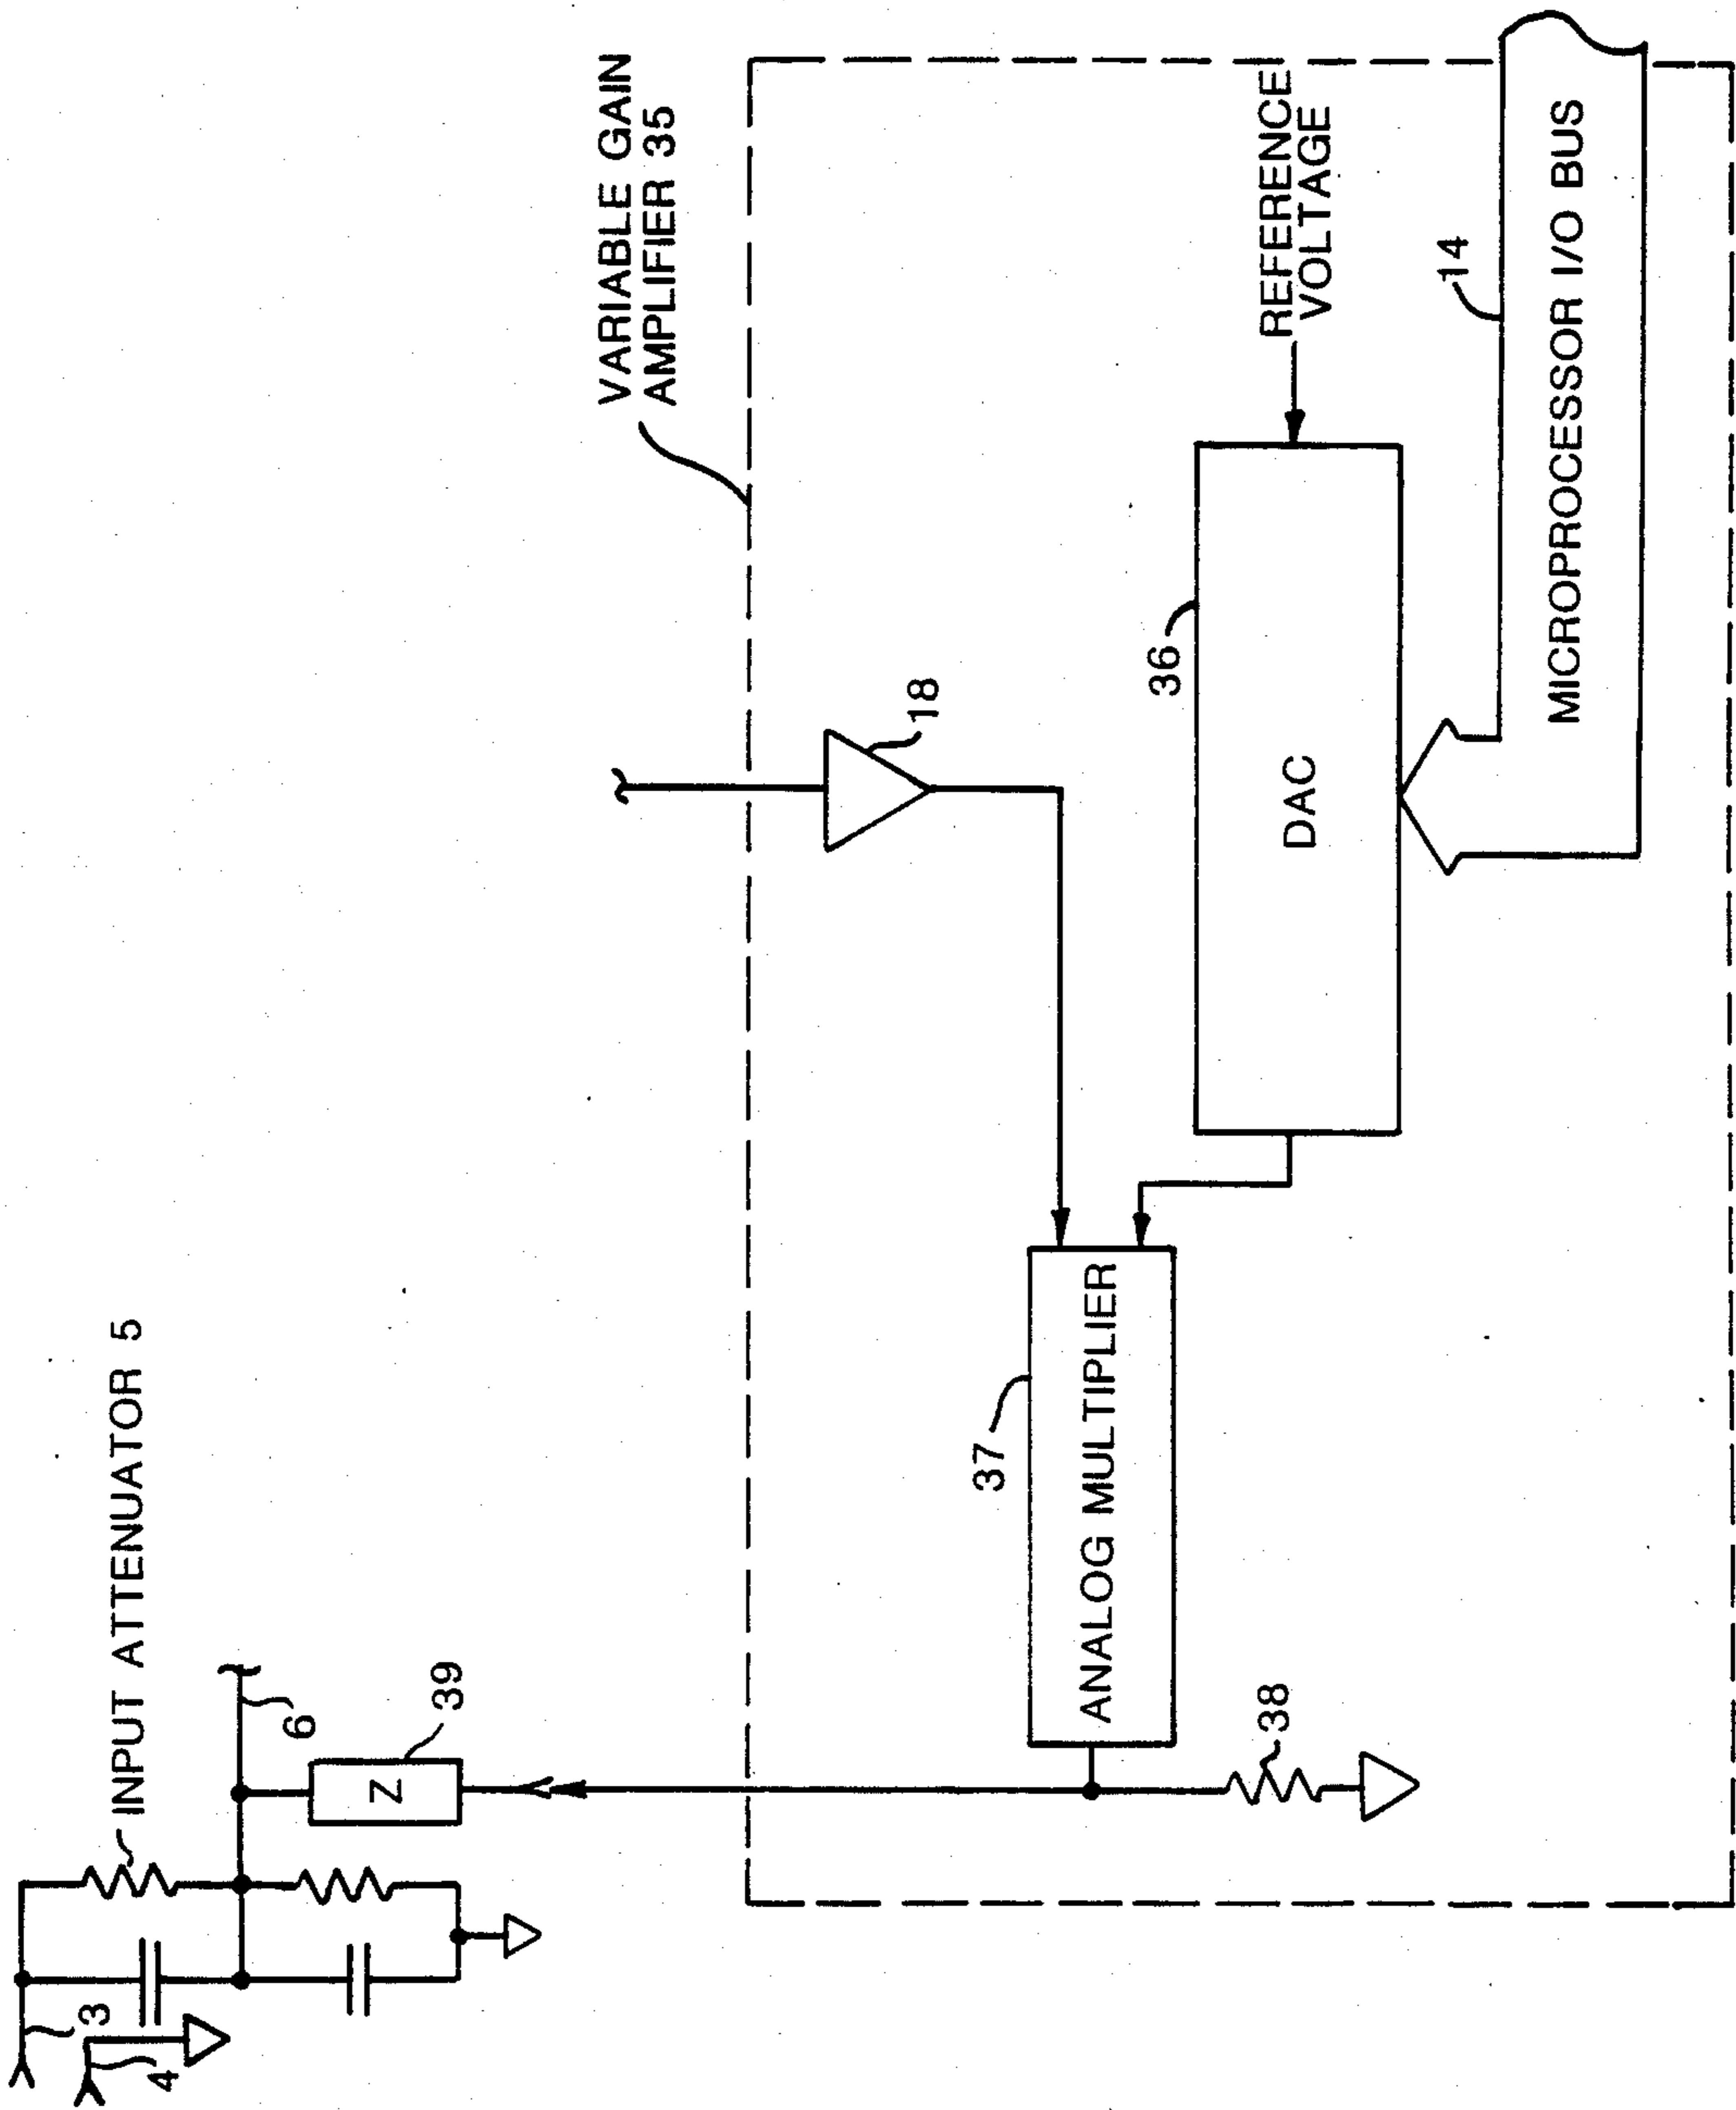 3
4
INPUT ATTENUATOR 5
6
39
Z
VARIABLE GAIN
AMPLIFIER 35
18
37
ANALOG MULTIPLIER
38
36
DAC
REFERENCE
VOLTAGE
14
MICROPROCESSOR I/O BUS